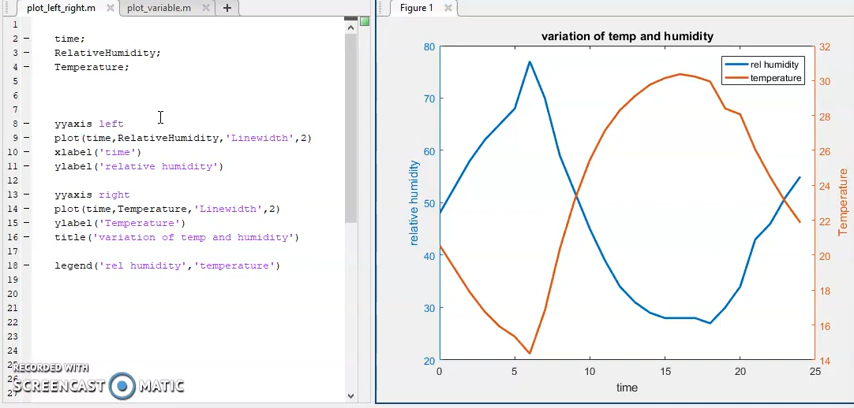 plot_left_right.m × plot_variable.m × +
1
2 – time;
3 – RelativeHumidity;
4 – Temperature;
5
6
7
8 – yyaxis left
9 – plot(time,RelativeHumidity,'Linewidth',2)
10 – xlabel('time')
11 – ylabel('relative humidity')
12
13 – yyaxis right
14 – plot(time,Temperature,'Linewidth',2)
15 – ylabel('Temperature')
16 – title('variation of temp and humidity')
17
18 – legend('rel humidity','temperature')
19
20
21
22
23
24
25
27
RECORDED WITH
SCREENCAST MATIC
Figure 1 ×
variation of temp and humidity
rel humidity
temperature
80
70
60
50
40
30
20
relative humidity
32
30
28
26
24
22
20
18
16
14
Temperature
0 5 10 15 20 25
time